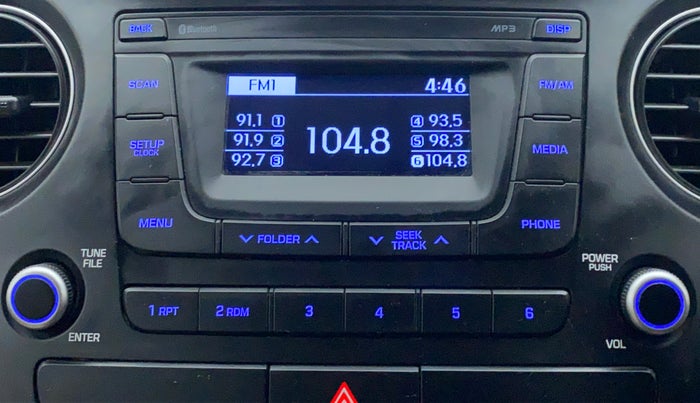 BACK Bluetooth MP3 DISP
SCAN FM1 4:46 FM/AM
91.1 1 4 93.5
SETUP 91.9 2 104.8 5 98.3 MEDIA
CLOCK 92.7 3 6 104.8
MENU FOLDER SEEK PHONE
TRACK
TUNE POWER
FILE PUSH
1 RPT 2 RDM 3 4 5 6
ENTER VOL